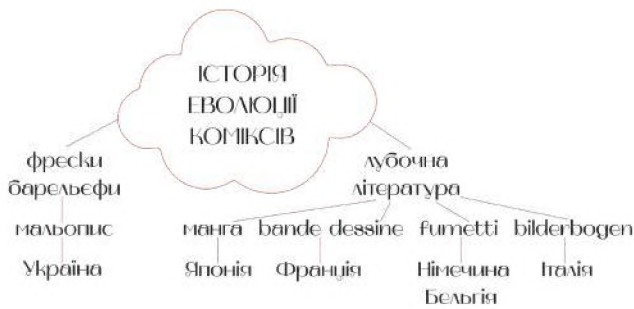 ІСТОРІЯ
ЕВОЛЮЦІЇ
КОМІКСІВ
фрески
барельєфи
лубочна
література
мальопис
манга
bande dessine
fumetti
bilderbogen
Україна
Японія
Франція
Німечина
Бельгія
Італія